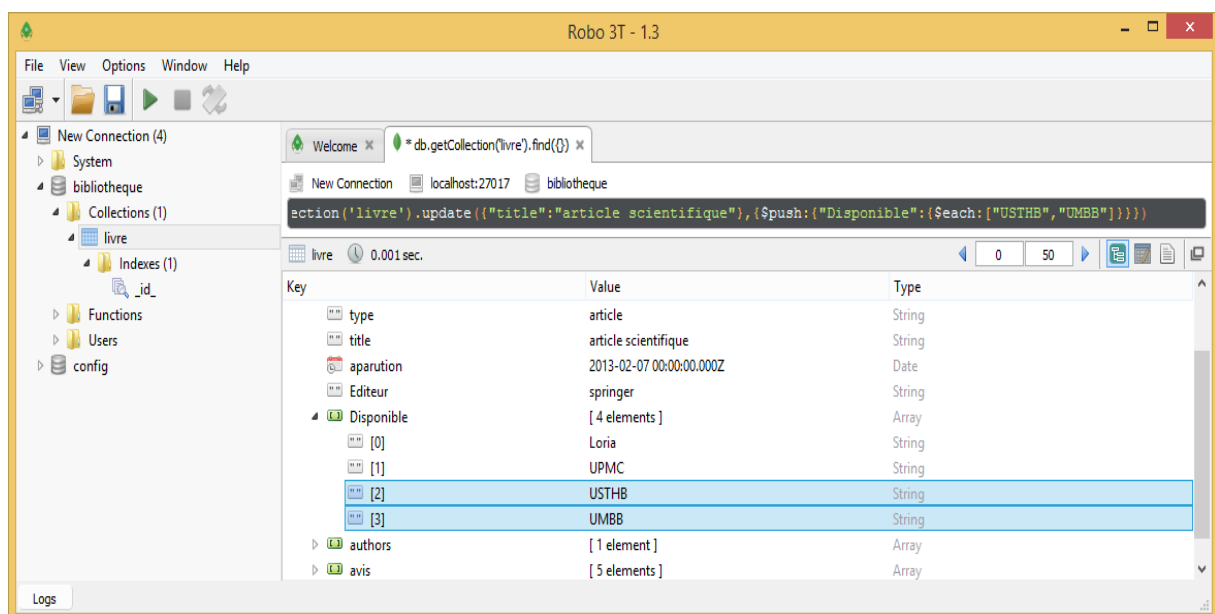 Robo 3T - 1.3
File View Options Window Help
New Connection (4)
System
bibliotheque
Collections (1)
livre
Indexes (1)
_id_
Functions
Users
config
Welcome
* db.getCollection('livre').find({})
New Connection localhost:27017 bibliotheque
ection('livre').update({"title":"article scientifique"},{$push:{"Disponible":{$each:["USTHB","UMBB"]}}})
livre 0.001 sec. 0 50
Key Value Type
type article String
title article scientifique String
aparution 2013-02-07 00:00:00.000Z Date
Editeur springer String
Disponible [ 4 elements ] Array
[0] Loria String
[1] UPMC String
[2] USTHB String
[3] UMBB String
authors [ 1 element ] Array
avis [ 5 elements ] Array
Logs